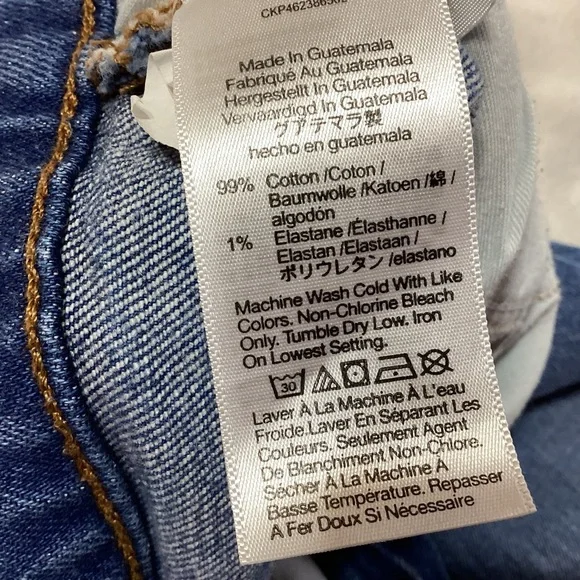 Made In Guatemala
Fabriqué Au Guatemala
Hergestellt In Guatemala
Vervaardigd In Guatemala
グアテマラ製
hecho en guatemala
99% Cotton /Coton/
Baumwolle /Katoen /綿 /
algodón
1% Elastane /Élasthanne /
Elastan /Elastaan /
ポリウレタン /elastano
Machine Wash Cold With Like
Colors. Non-Chlorine Bleach
Only. Tumble Dry Low. Iron
On Lowest Setting.
30
Laver À La Machine À L'eau
Froide.Laver En Séparant Les
Couleurs. Seulement Agent
De Blanchiment Non-Chlore.
Sécher À La Machine À
Basse Température. Repasser
A Fer Doux Si Nécessaire